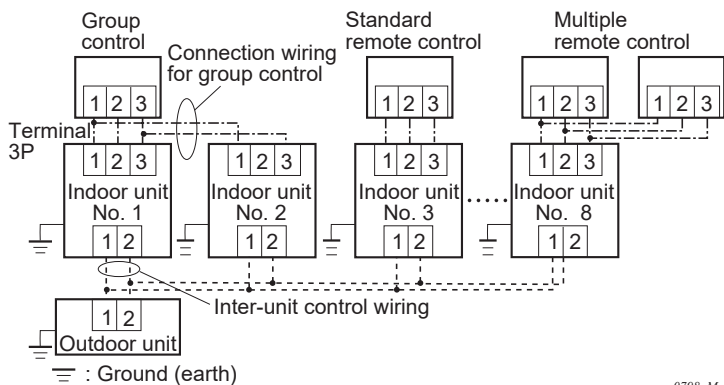 Group
control
Connection wiring
for group control
Standard
remote control
Multiple
remote control
1 2 3
1 2 3
1 2 3
1 2 3
Terminal
3P
1 2 3
1 2 3
1 2 3
1 2 3
Indoor unit
No. 1
Indoor unit
No. 2
Indoor unit
No. 3
Indoor unit
No. 8
1 2
1 2
1 2
1 2
Inter-unit control wiring
1 2
Outdoor unit
: Ground (earth)